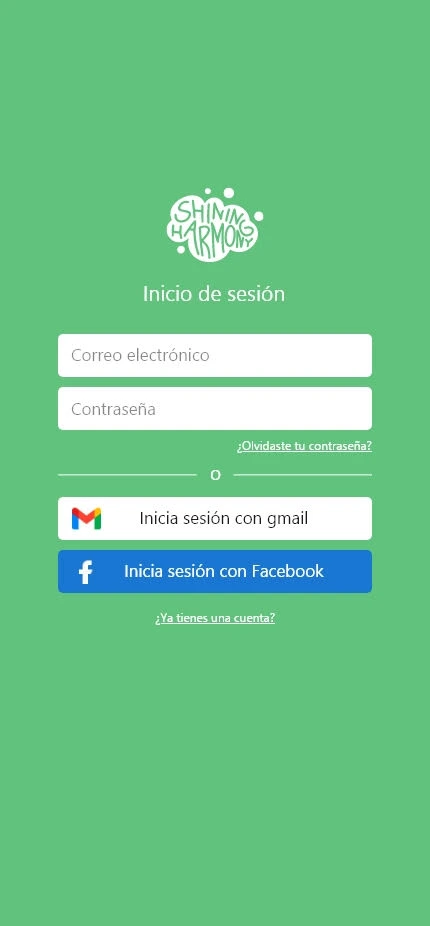 SHINING
HARMONY
Inicio de sesión
Correo electrónico
Contraseña
¿Olvidaste tu contraseña?
O
Inicia sesión con gmail
Inicia sesión con Facebook
¿Ya tienes una cuenta?